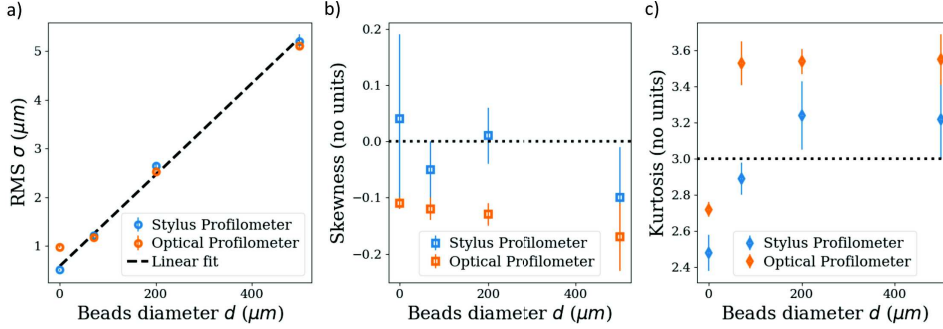 a)
5
4
3
2
1
RMS σ (μm)
Stylus Profilometer
Optical Profilometer
Linear fit
0
200
400
Beads diameter d (μm)
b)
0.2
0.1
0.0
−0.1
−0.2
Skewness (no units)
Stylus Profilometer
Optical Profilometer
0
200
400
Beads diameter d (μm)
c)
3.6
3.4
3.2
3.0
2.8
2.6
2.4
Kurtosis (no units)
Stylus Profilometer
Optical Profilometer
0
200
400
Beads diameter d (μm)